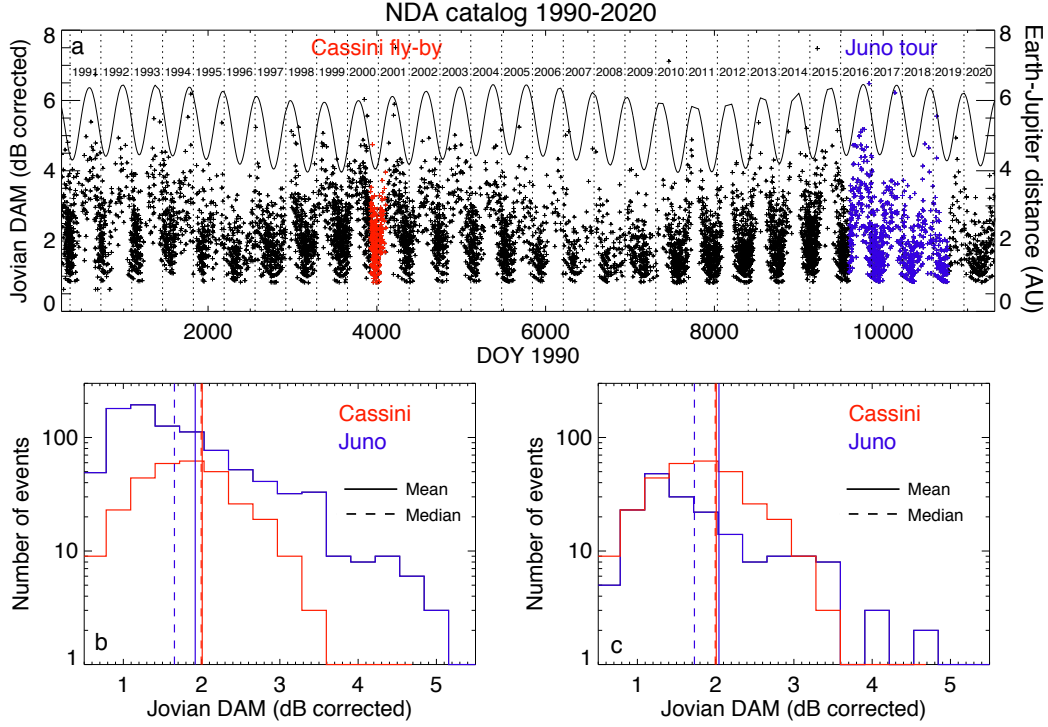 NDA catalog 1990-2020
a
Cassini fly-by
Juno tour
1991 1992 1993 1994 1995 1996 1997 1998 1999 2000 2001 2002 2003 2004 2005 2006 2007 2008 2009 2010 2011 2012 2013 2014 2015 2016 2017 2018 2019 2020
Jovian DAM (dB corrected)
8
6
4
2
0
Earth-Jupiter distance (AU)
8
6
4
2
0
2000 4000 6000 8000 10000
DOY 1990
Number of events
100
10
1
Cassini
Juno
Mean
Median
b
1 2 3 4 5
Jovian DAM (dB corrected)
Number of events
100
10
1
Cassini
Juno
Mean
Median
c
1 2 3 4 5
Jovian DAM (dB corrected)